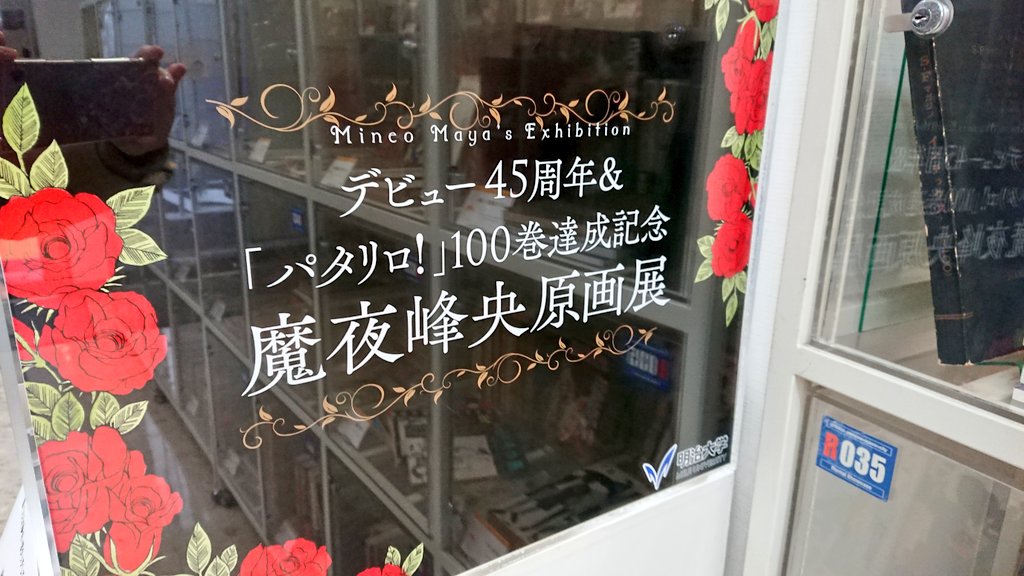 Mineo Maya's Exhibition
デビュー45周年&
「パタリロ!」100巻達成記念
魔夜峰央原画展
明治大学
R035